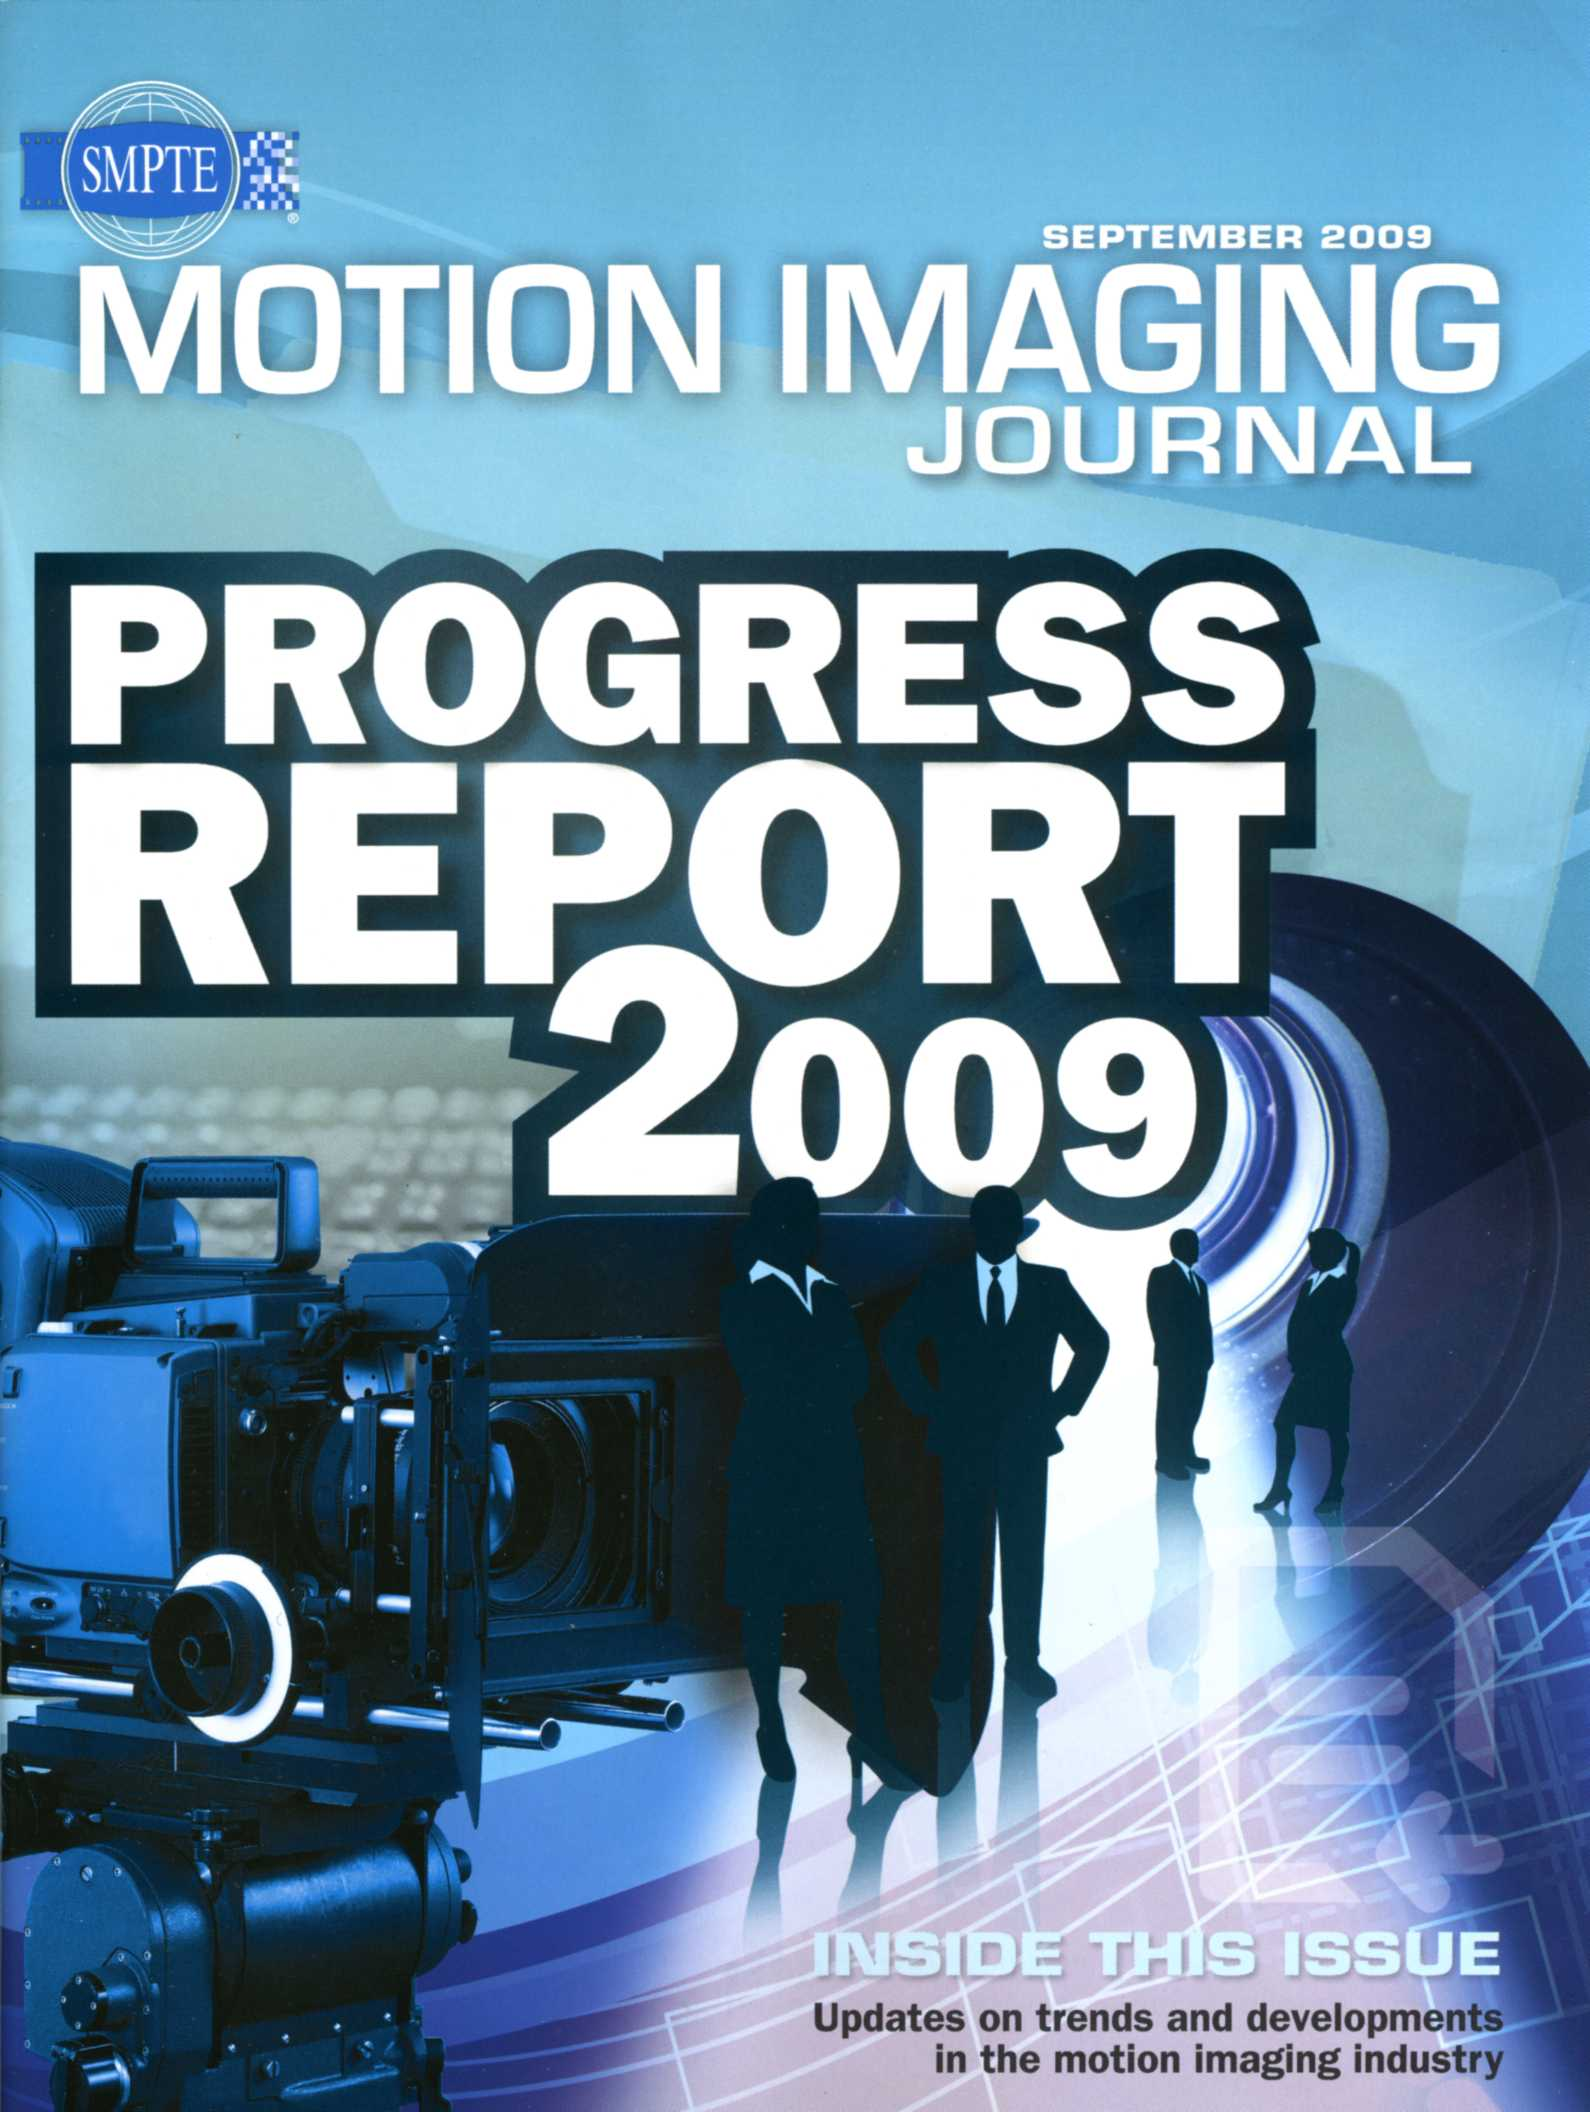 SMPTE
®
SEPTEMBER 2009
MOTION IMAGING
JOURNAL
PROGRESS
REPORT
2009
INSIDE THIS ISSUE
Updates on trends and developments
in the motion imaging industry